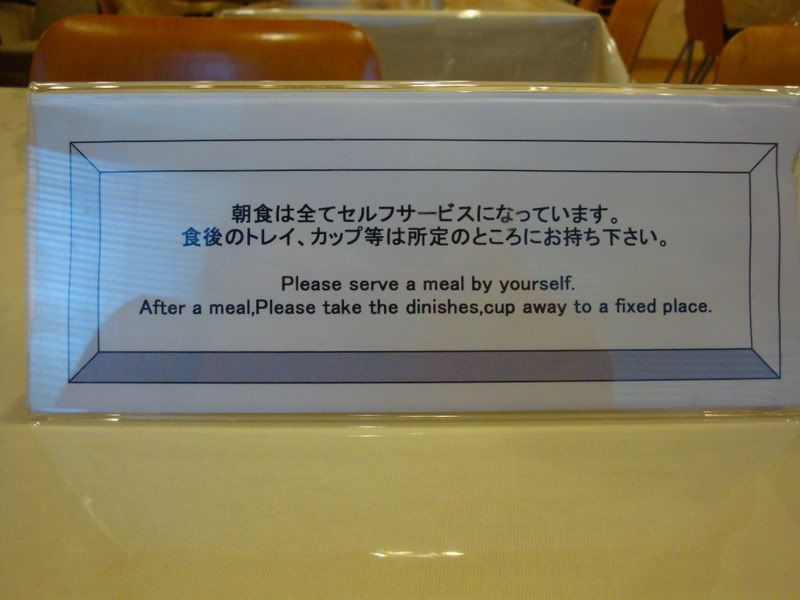 朝食は全てセルフサービスになっています。
食後のトレイ、カップ等は所定のところにお持ち下さい。
Please serve a meal by yourself.
After a meal,Please take the dinishes,cup away to a fixed place.